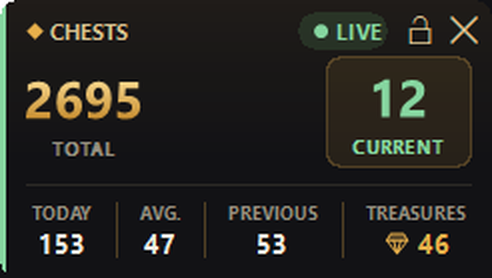 CHESTS LIVE
2695 12
TOTAL CURRENT
TODAY AVG. PREVIOUS TREASURES
153 47 53 46